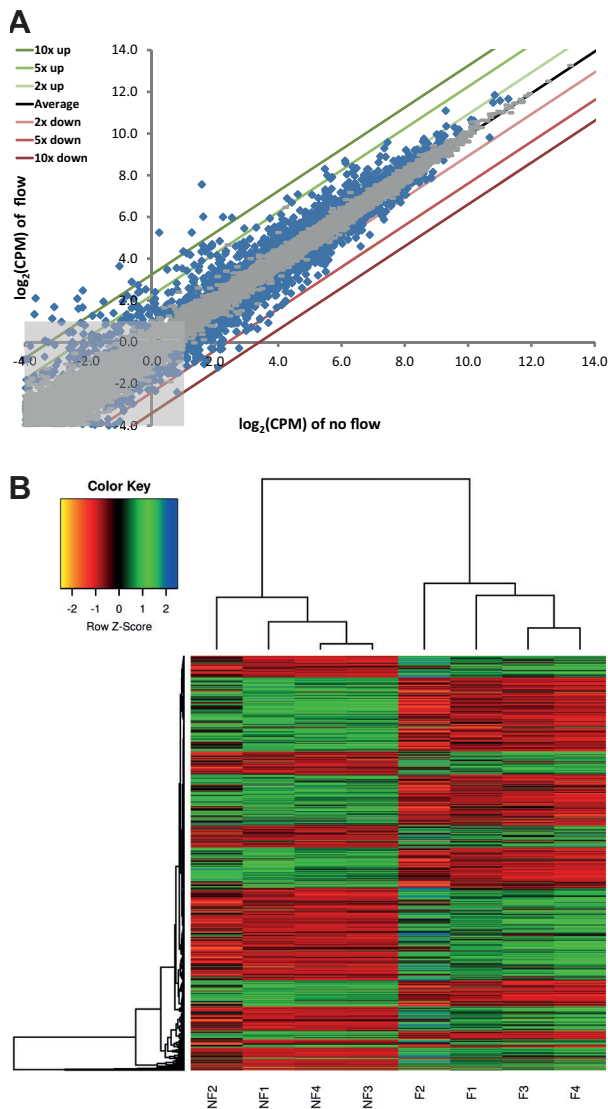 A
10x up
5x up
2x up
Average
2x down
5x down
10x down
14.0
12.0
10.0
8.0
6.0
4.0
2.0
0.0
-2.0
4.0
log2(CPM) of flow
-4.0 -2.0 0.0 2.0 4.0 6.0 8.0 10.0 12.0 14.0
log2(CPM) of no flow
B
Color Key
-2 -1 0 1 2
Row Z-Score
NF2 NF1 NF4 NF3 F2 F1 F3 F4